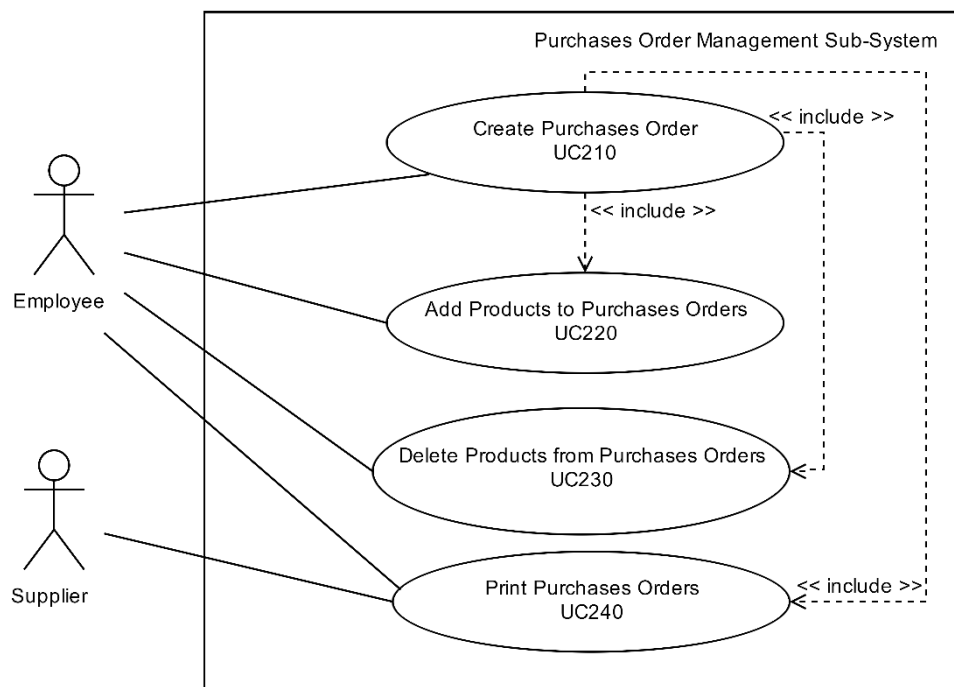 Purchases Order Management Sub-System
<< include >>
Create Purchases Order
UC210
<< include >>
Employee
Add Products to Purchases Orders
UC220
Delete Products from Purchases Orders
UC230
Supplier
Print Purchases Orders
UC240
<< include >>